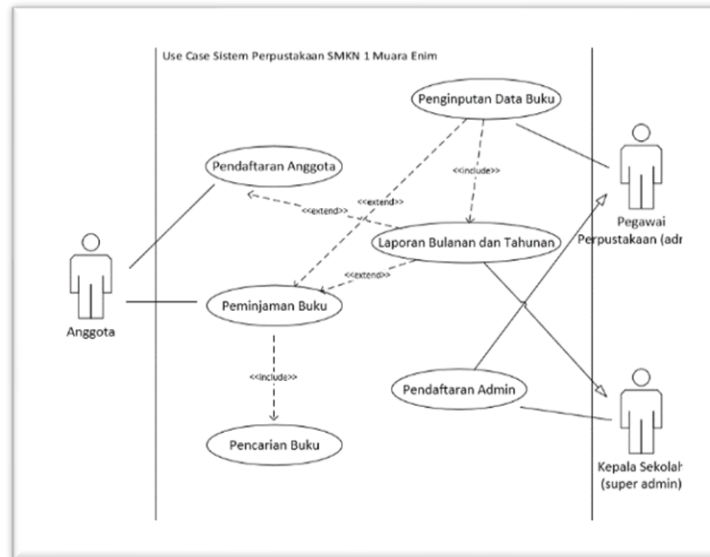 Use Case Sistem Perpustakaan SMKN 1 Muara Enim
Penginputan Data Buku
Pendaftaran Anggota
<<include>>
<<extend>>
<<extend>>
Pegawai
Perpustakaan (adr
Laporan Bulanan dan Tahunan
<<extend>>
Peminjaman Buku
Anggota
<<include>>
Pendaftaran Admin
Pencarian Buku
Kepala Sekolah
(super admin)